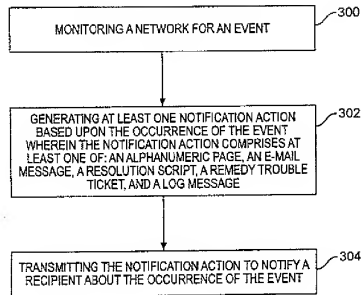 MONITORING A NETWORK FOR AN EVENT
300
GENERATING AT LEAST ONE NOTIFICATION ACTION
BASED UPON THE OCCURRENCE OF THE EVENT
WHEREIN THE NOTIFICATION ACTION COMPRISES AT
LEAST ONE OF: AN ALPHANUMERIC PAGE, AN E-MAIL
MESSAGE, A RESOLUTION SCRIPT, A REMEDY TROUBLE
TICKET, AND A LOG MESSAGE
302
TRANSMITTING THE NOTIFICATION ACTION TO NOTIFY A
RECIPIENT ABOUT THE OCCURRENCE OF THE EVENT
304